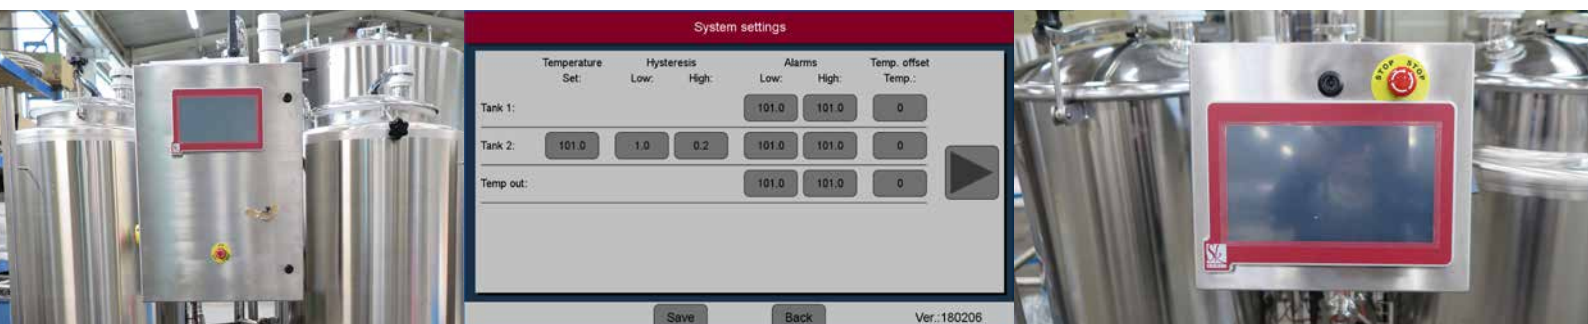 System settings
Temperature Hysteresis Alarms Temp. offset
Set: Low: High: Low: High: Temp.:
Tank 1: 101.0 101.0 0
Tank 2: 101.0 1.0 0.2 101.0 101.0 0
Temp out: 101.0 101.0 0
Save Back Ver.:180206
STOP STOP